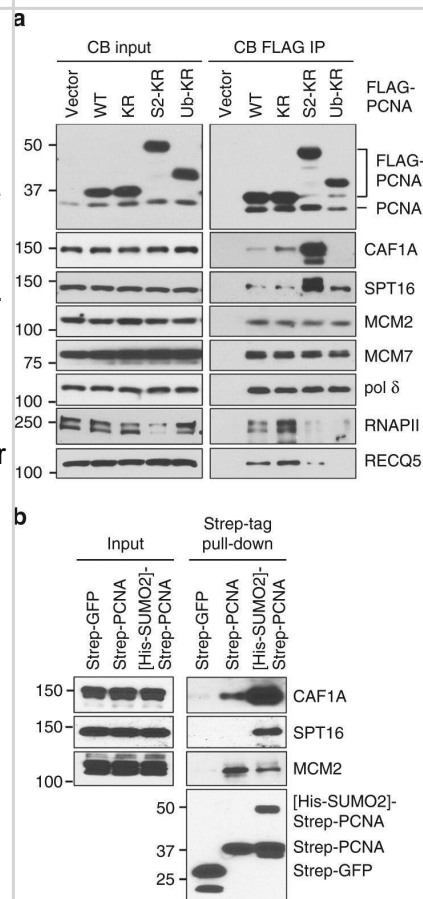 a
CB input
CB FLAG IP
Vector
WT
KR
S2-KR
Ub-KR
Vector
WT
KR
S2-KR
Ub-KR
FLAG-
PCNA
50
37
FLAG-
PCNA
PCNA
150
CAF1A
150
SPT16
100
MCM2
75
MCM7
100
pol δ
250
RNAPII
100
RECQ5
r
b
Input
Strep-tag
pull-down
Strep-GFP
Strep-PCNA
[His-SUMO2]-
Strep-PCNA
Strep-GFP
Strep-PCNA
[His-SUMO2]-
Strep-PCNA
150
CAF1A
150
SPT16
100
MCM2
50
37
25
[His-SUMO2]-
Strep-PCNA
Strep-PCNA
Strep-GFP